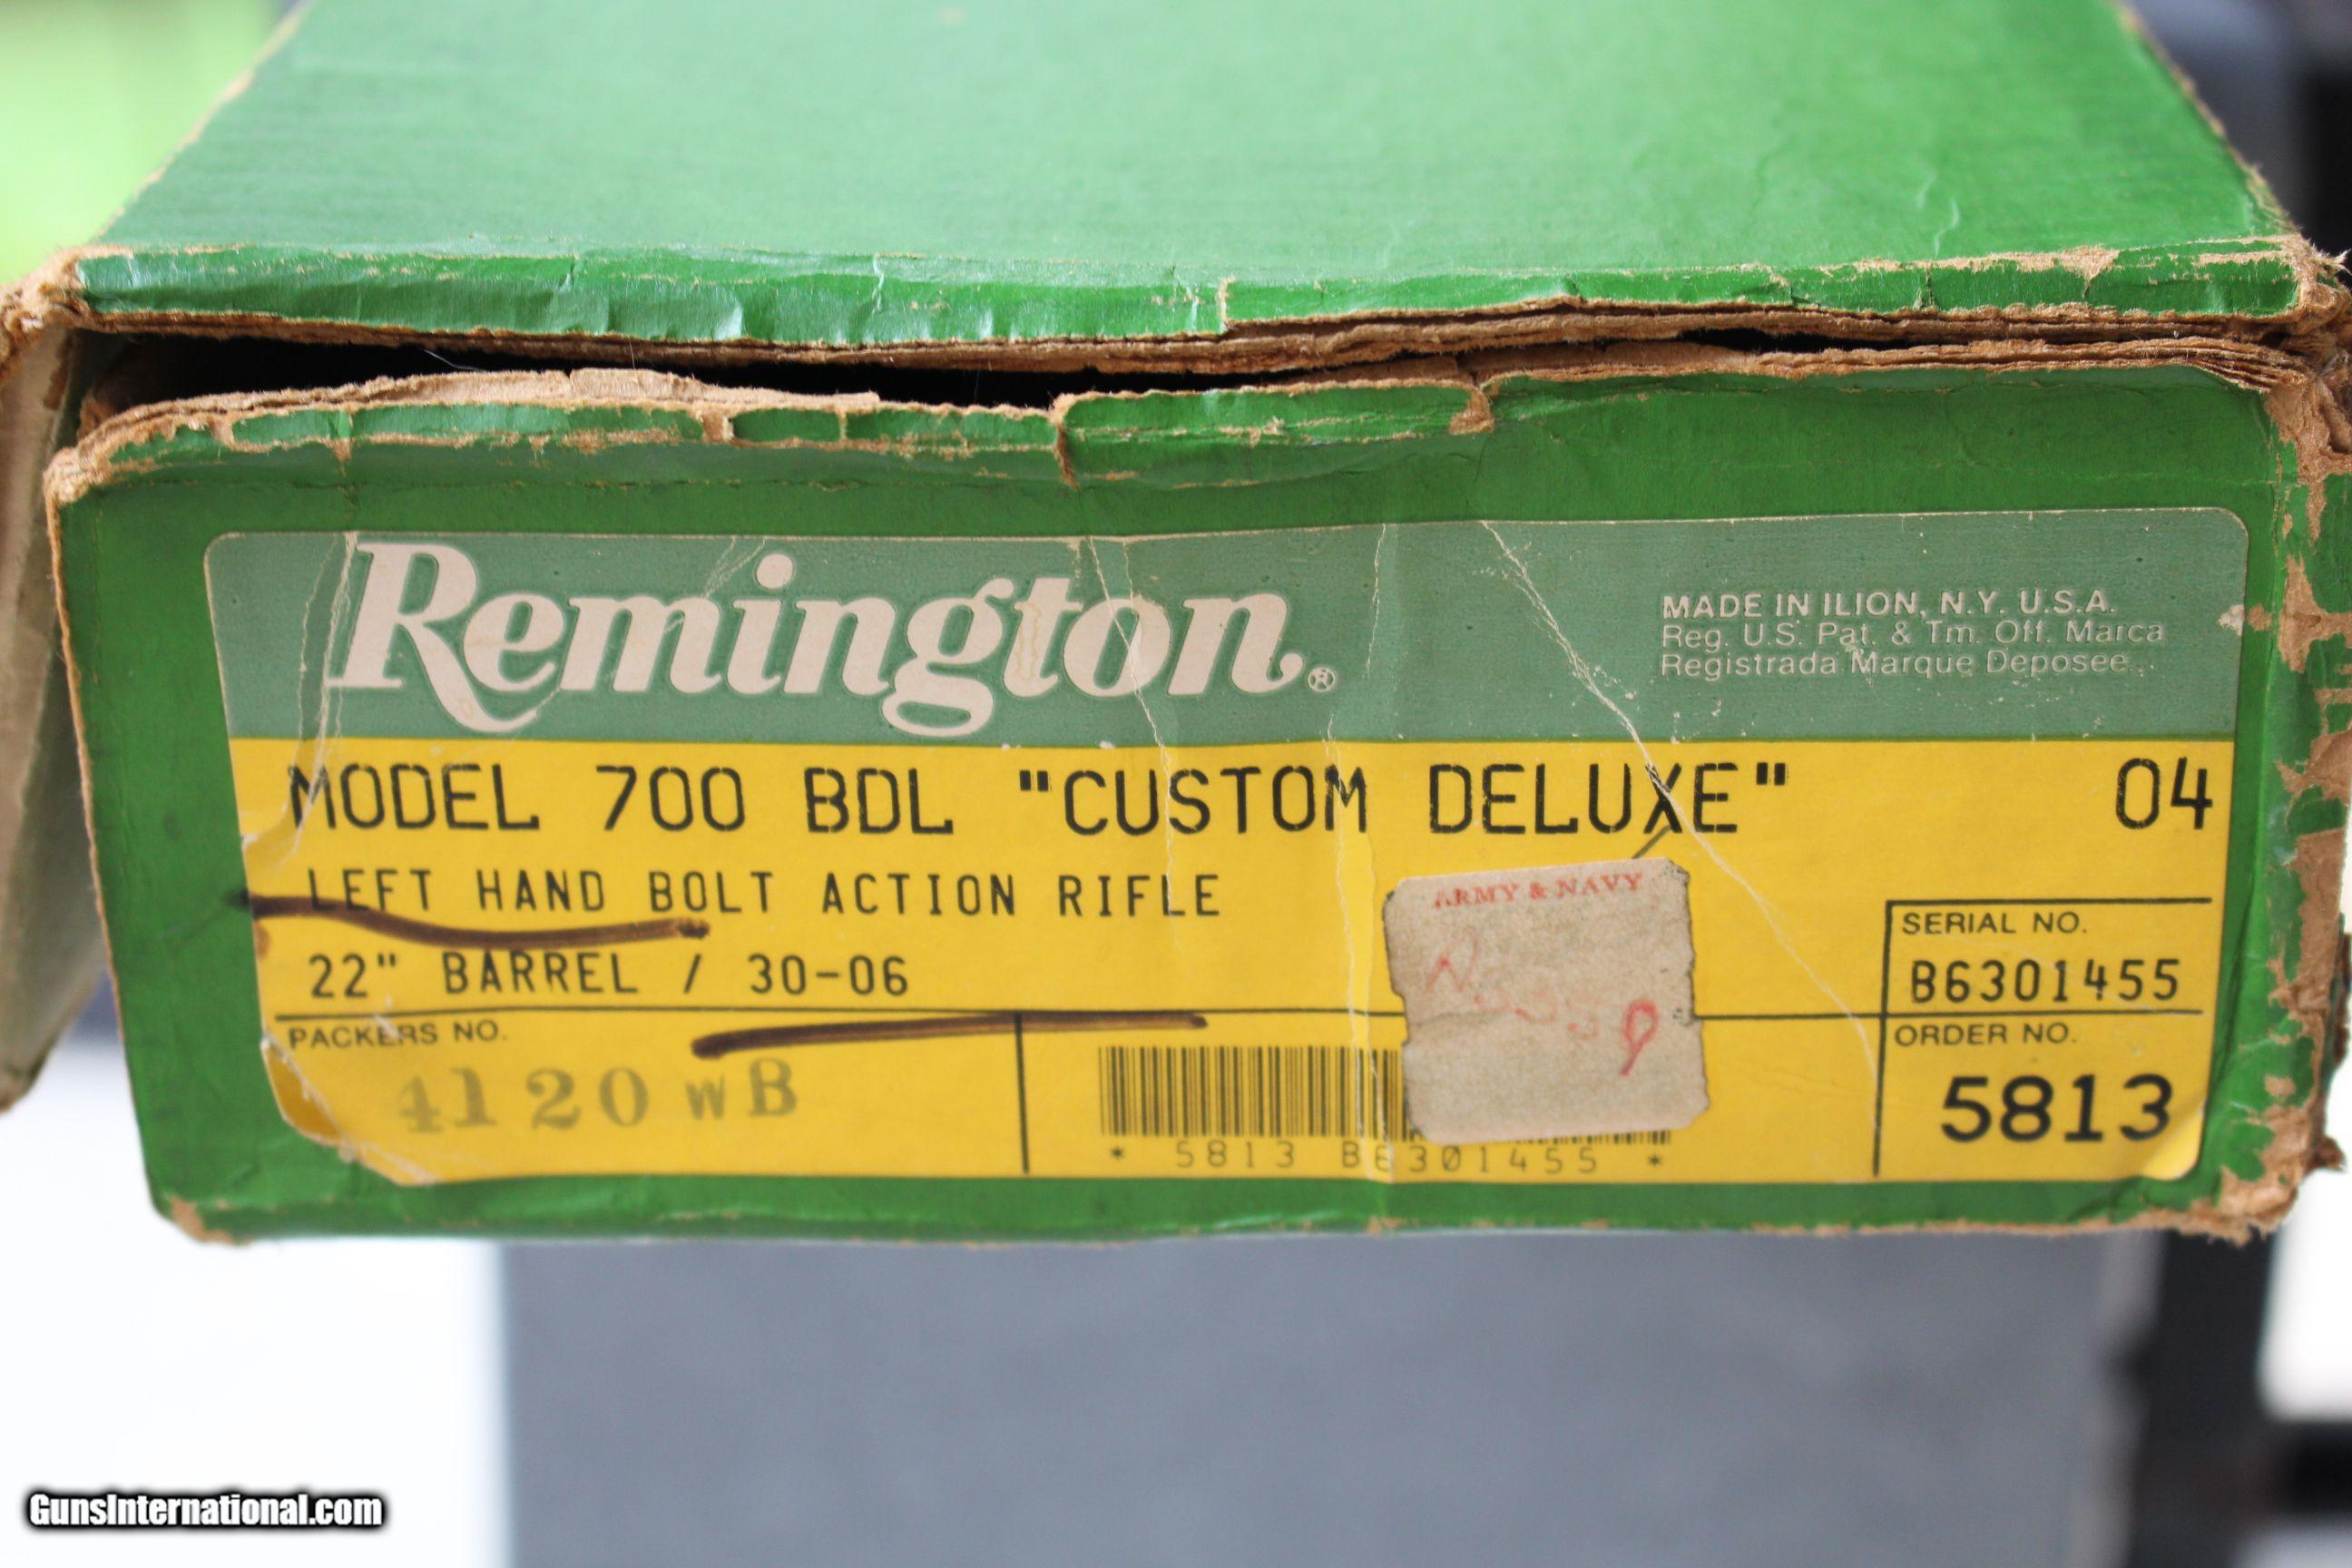 Remington®
MADE IN ILION, N.Y. U.S.A.
Reg. U.S. Pat. & Tm. Off. Marca
Registrada Marque Deposee
MODEL 700 BDL "CUSTOM DELUXE" 04
LEFT HAND BOLT ACTION RIFLE
22" BARREL / 30-06
ARMY & NAVY
SERIAL NO.
B6301455
PACKERS NO.
4120 WB
* 5813 B6301455 *
ORDER NO.
5813
GunsInternational.com